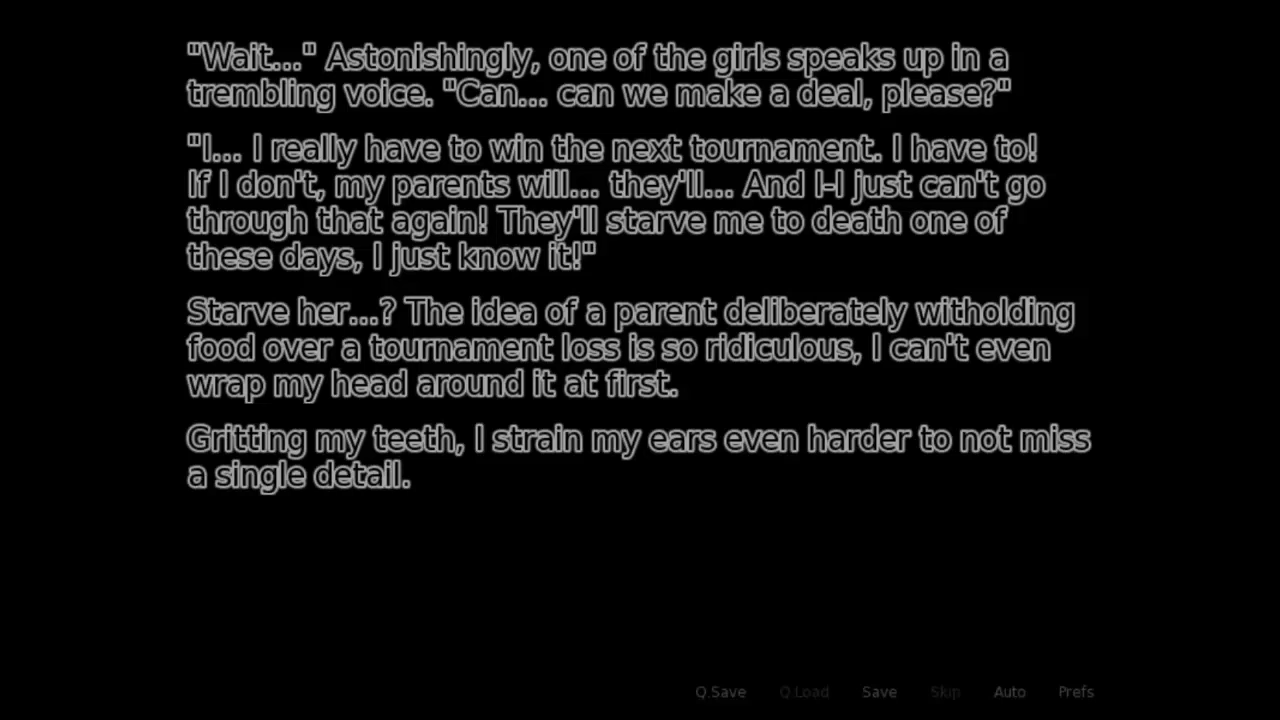 "Wait..." Astonishingly, one of the girls speaks up in a
trembling voice. "Can... can we make a deal, please?"
"I... I really have to win the next tournament. I have to!
If I don't, my parents will... they'll... And I-I just can't go
through that again! They'll starve me to death one of
these days, I just know it!"
Starve her...? The idea of a parent deliberately witholding
food over a tournament loss is so ridiculous, I can't even
wrap my head around it at first.
Gritting my teeth, I strain my ears even harder to not miss
a single detail.
Q.Save Q.Load Save Skip Auto Prefs